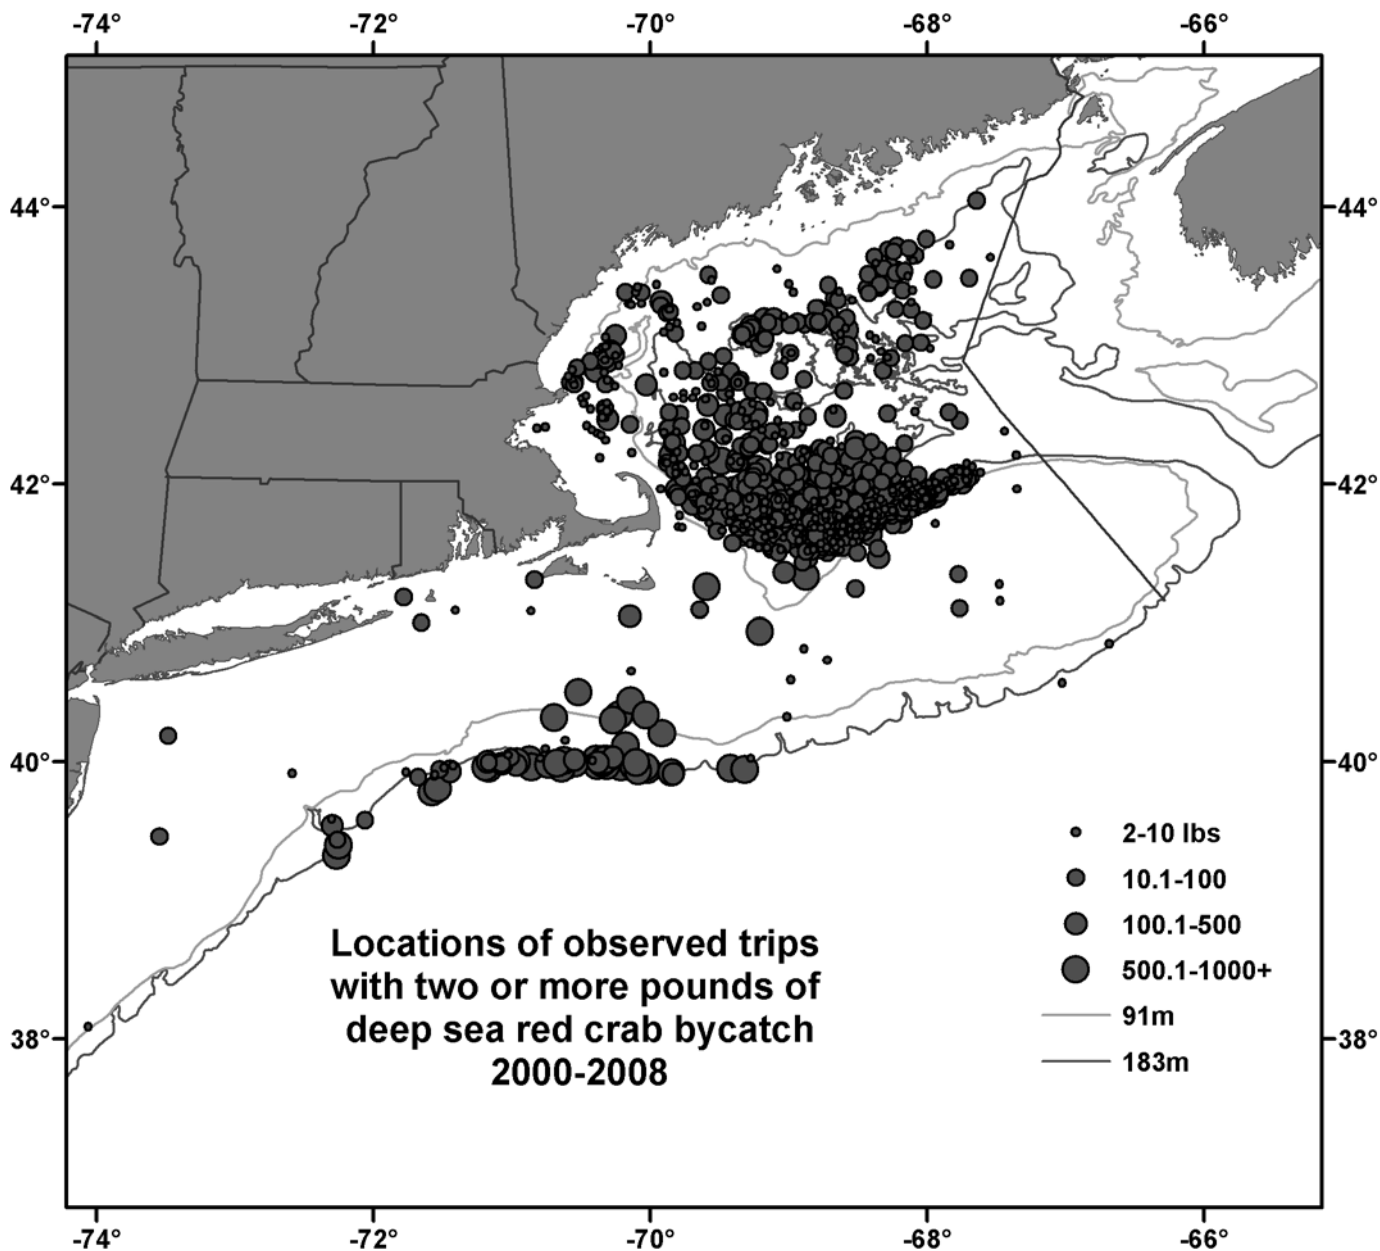 -74° -72° -70° -68° -66°
44° 44°
42° 42°
40° 40°
2-10 lbs
10.1-100
100.1-500
500.1-1000+
91m
183m
Locations of observed trips
with two or more pounds of
deep sea red crab bycatch
2000-2008
38° 38°
-74° -72° -70° -68° -66°